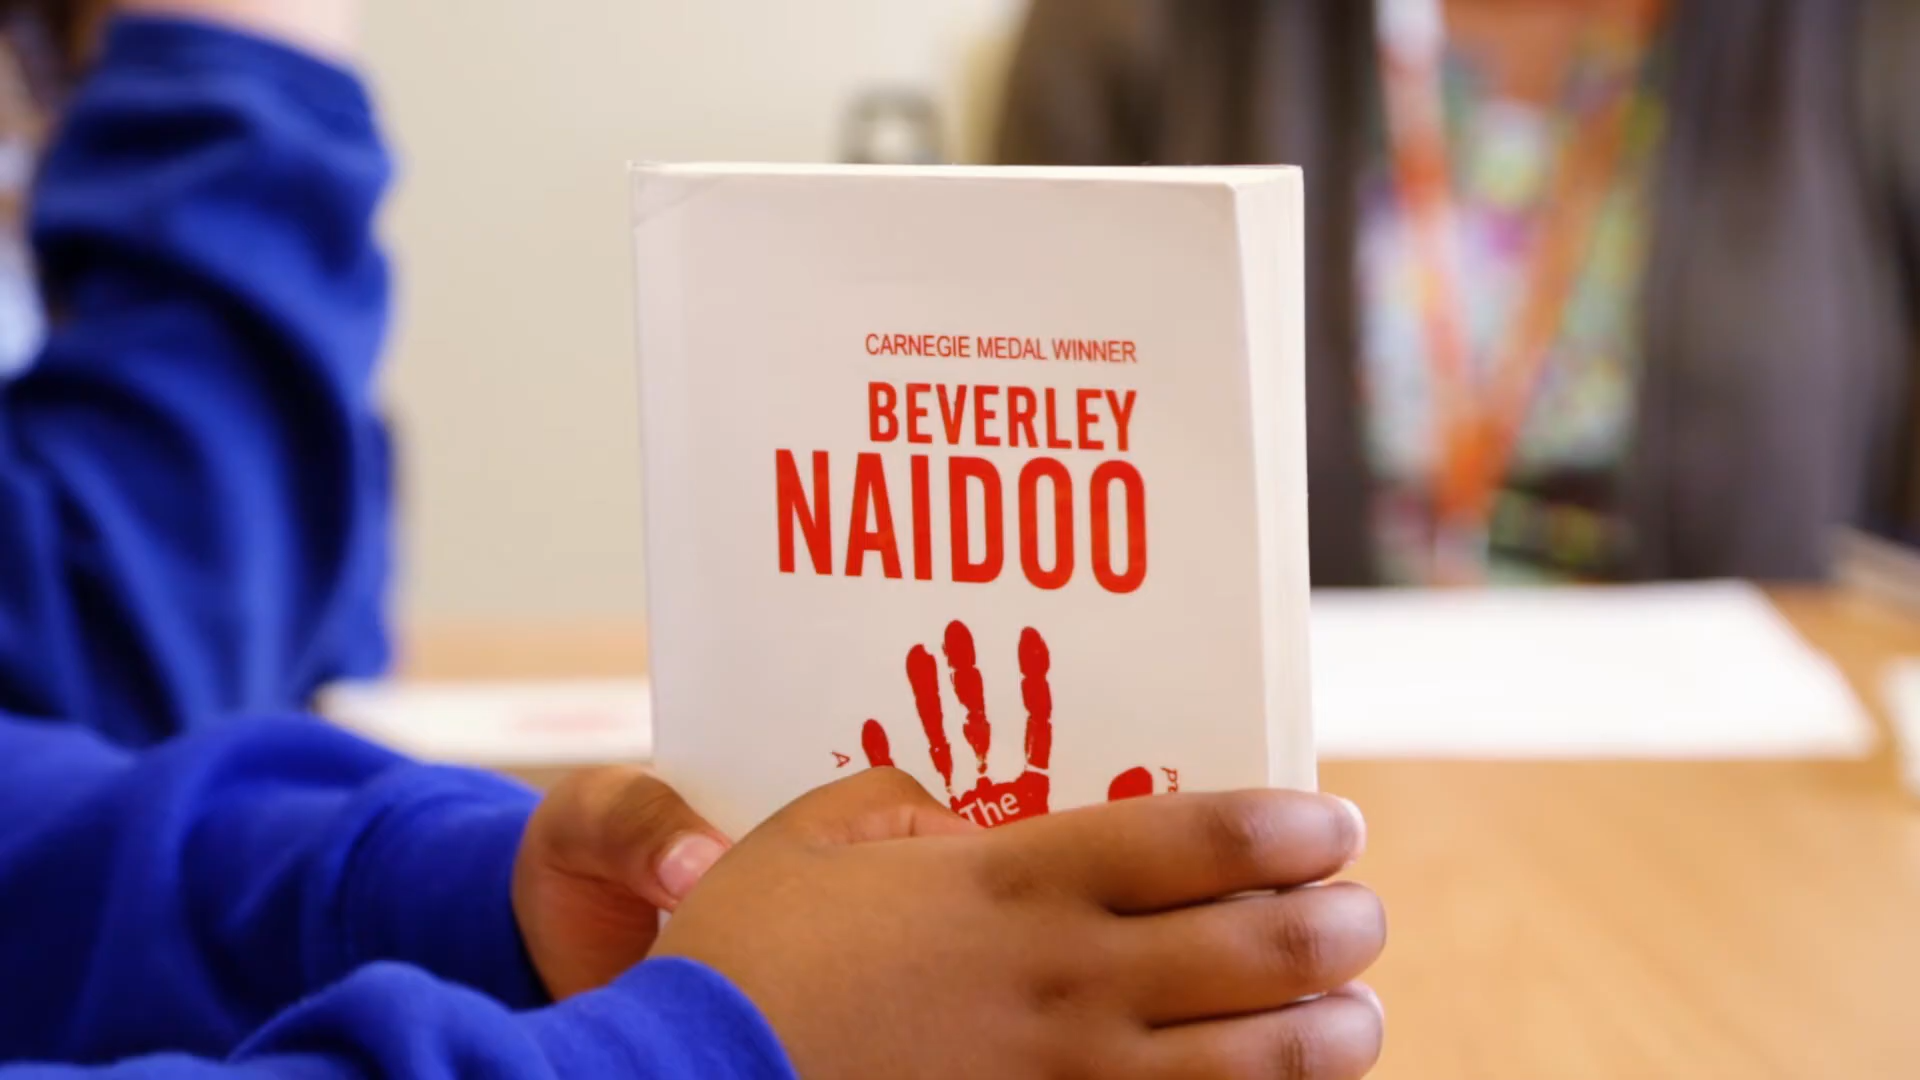 CARNEGIE MEDAL WINNER
BEVERLEY
NAIDOO
A
The